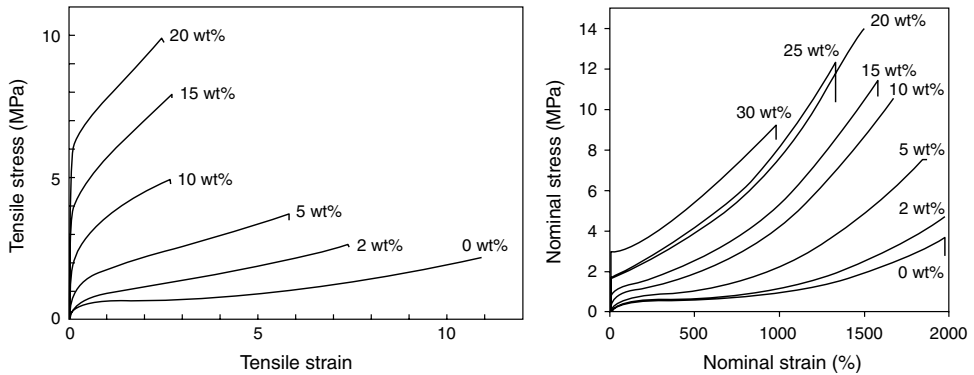 Tensile stress (MPa)
10
5
0
20 wt%
15 wt%
10 wt%
5 wt%
2 wt%
0 wt%
0
5
10
Tensile strain
Nominal stress (MPa)
14
12
10
8
6
4
2
0
20 wt%
25 wt%
15 wt%
10 wt%
30 wt%
5 wt%
2 wt%
0 wt%
0
500
1000
1500
2000
Nominal strain (%)